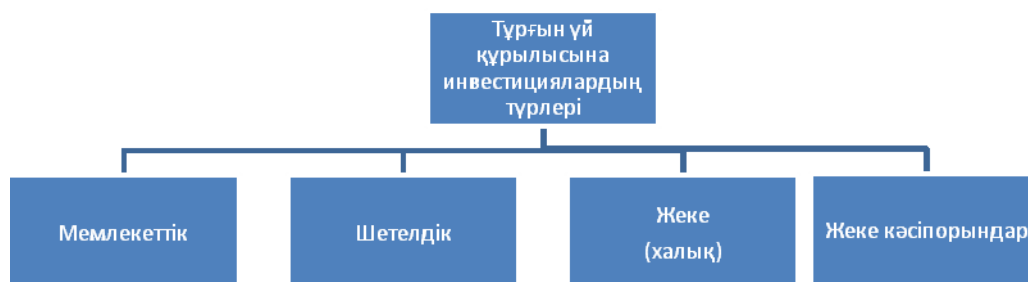 Тұрғын үй
құрылысына
инвестициялардың
түрлері
Мемлекеттік
Шетелдік
Жеке
(халық)
Жеке кәсіпорындар